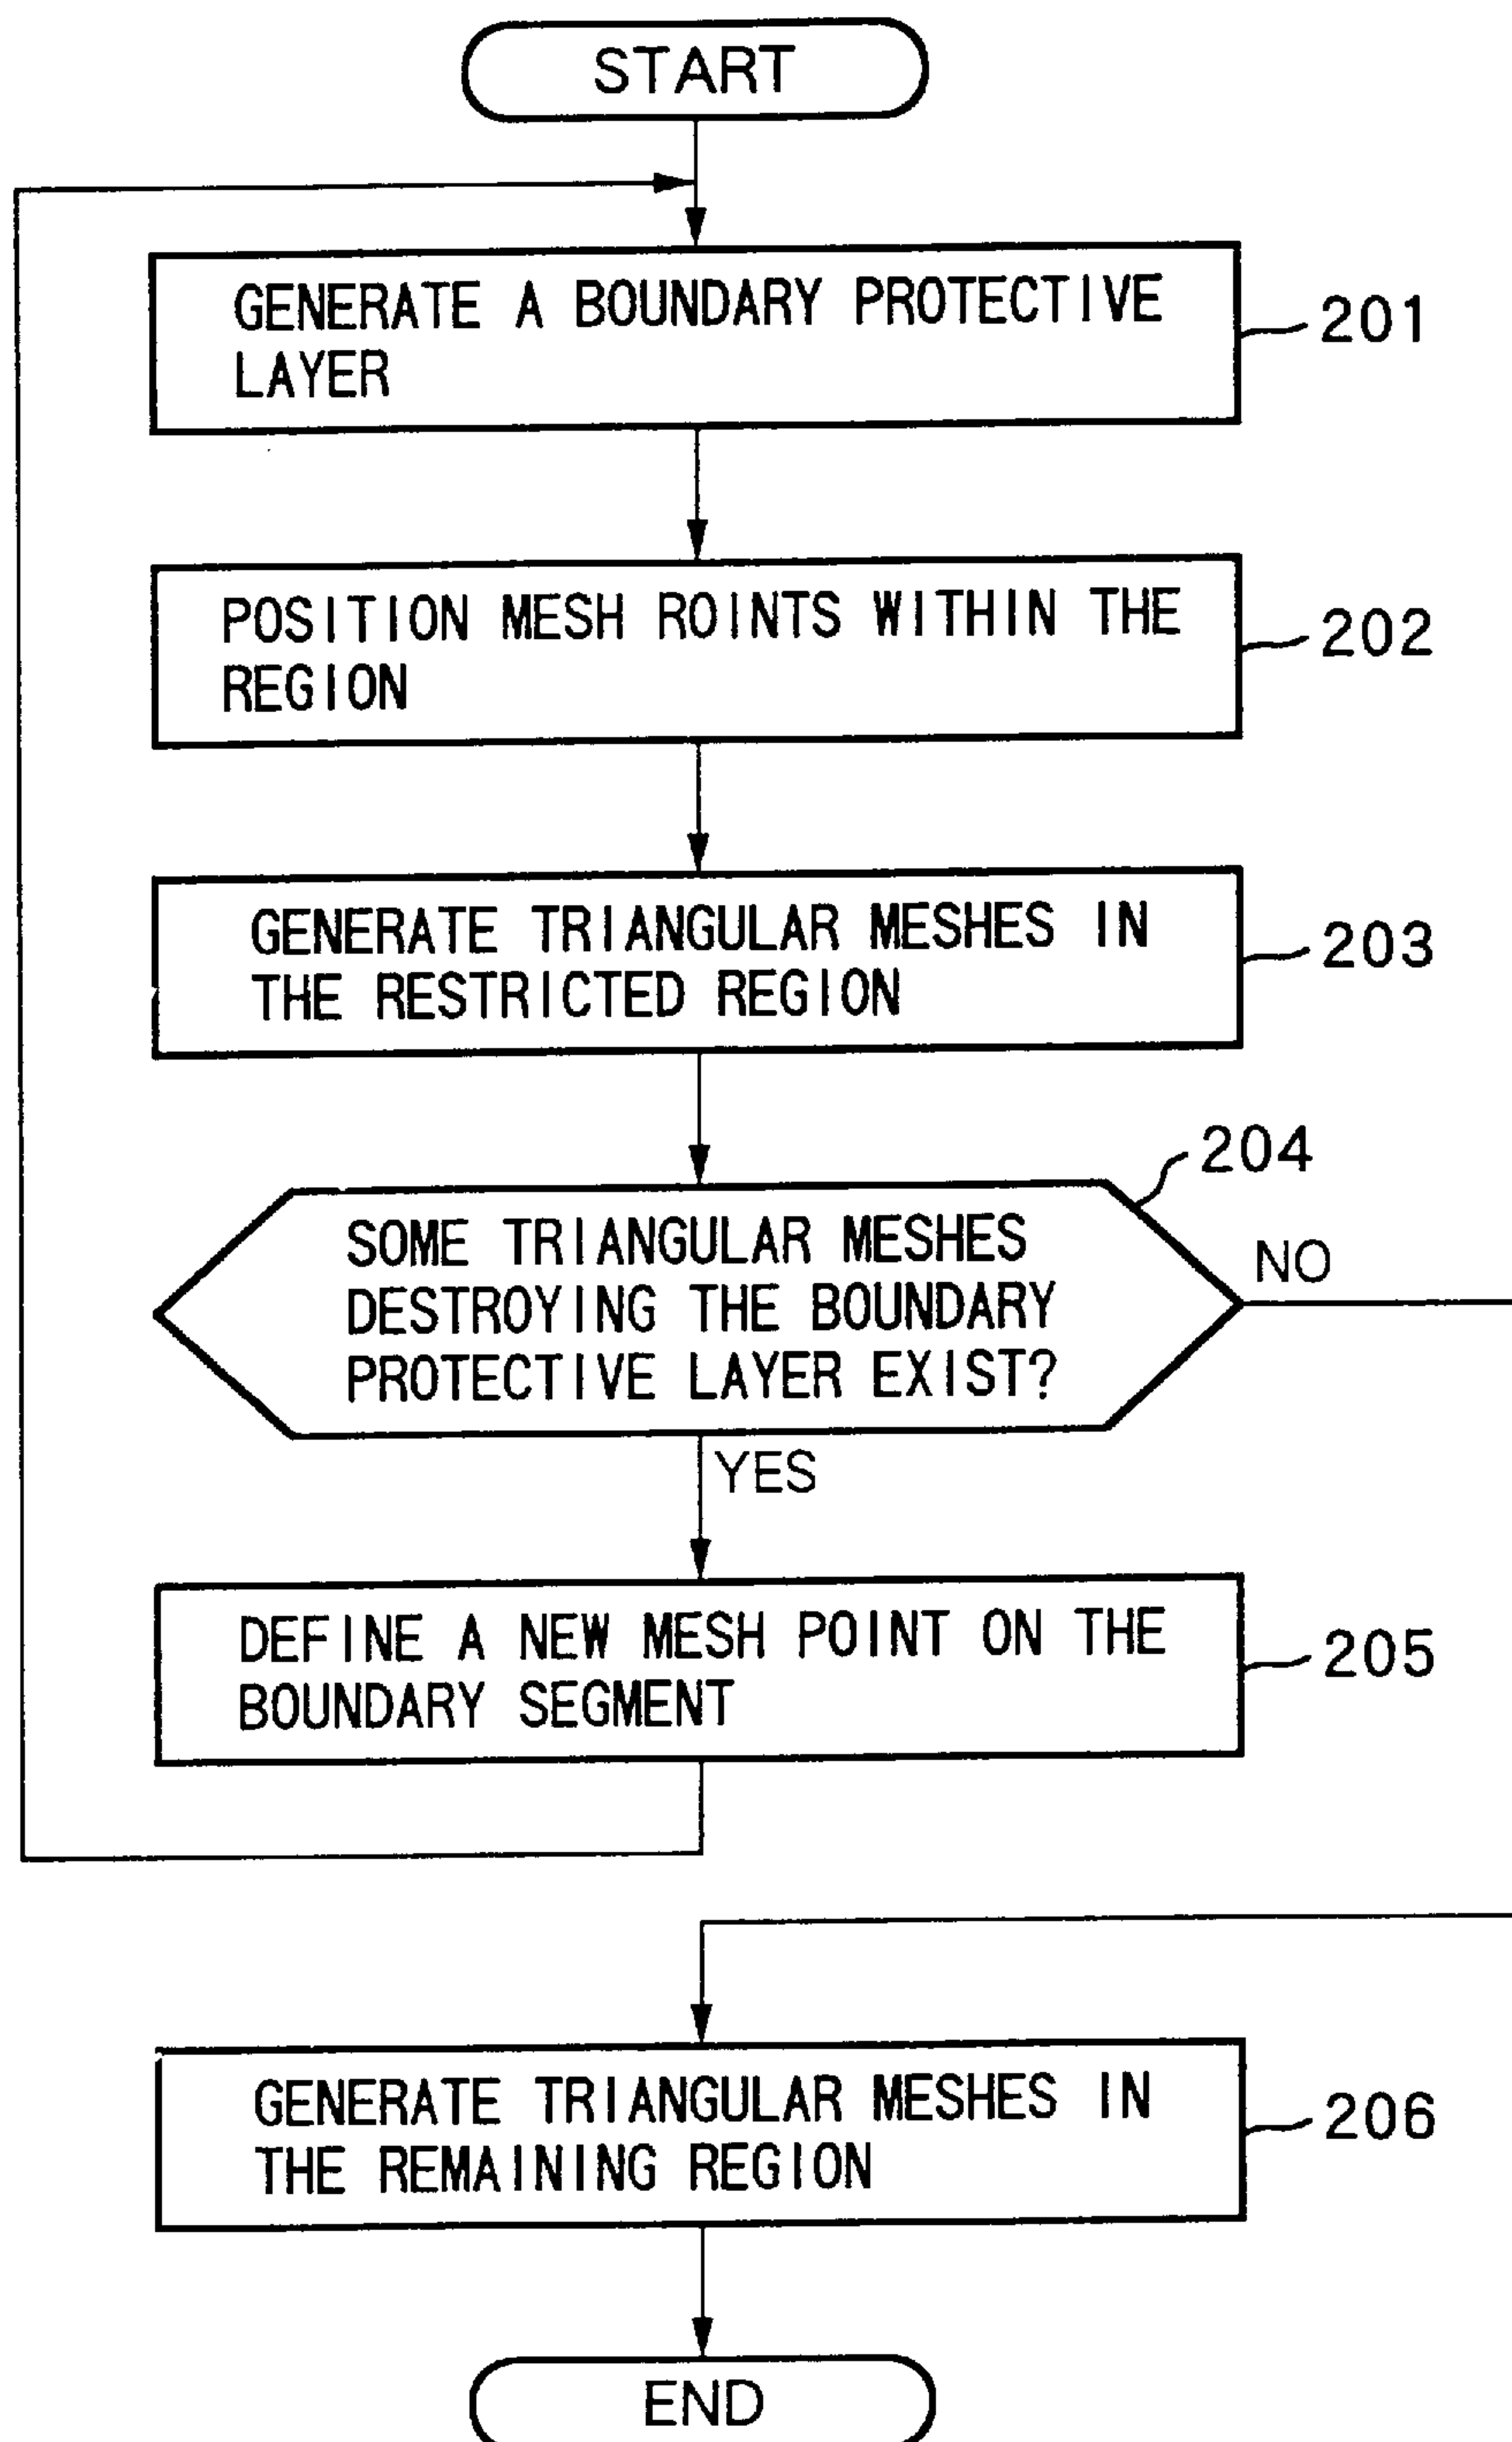 START
GENERATE A BOUNDARY PROTECTIVE
LAYER
201
POSITION MESH ROINTS WITHIN THE
REGION
202
GENERATE TRIANGULAR MESHES IN
THE RESTRICTED REGION
203
204
SOME TRIANGULAR MESHES
DESTROYING THE BOUNDARY
PROTECTIVE LAYER EXIST?
NO
YES
DEFINE A NEW MESH POINT ON THE
BOUNDARY SEGMENT
205
GENERATE TRIANGULAR MESHES IN
THE REMAINING REGION
206
END